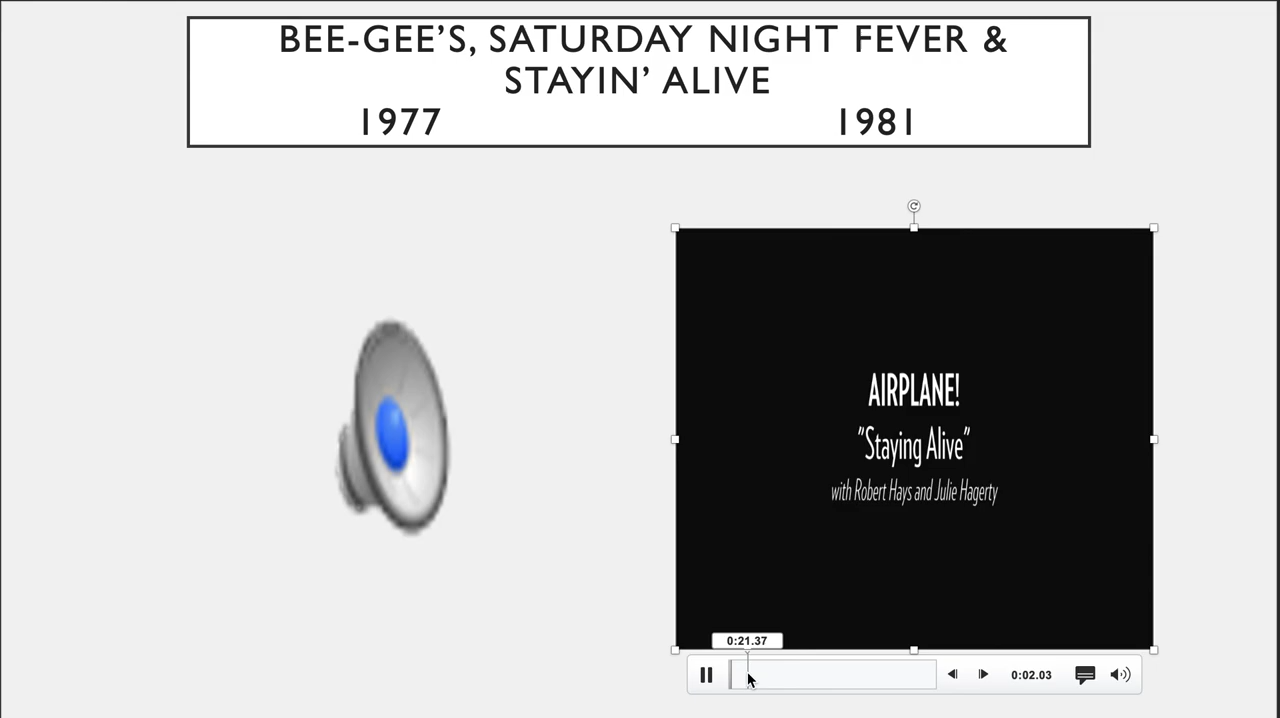 BEE-GEE’S, SATURDAY NIGHT FEVER &
STAYIN’ ALIVE
1977 1981
AIRPLANE!
"Staying Alive"
with Robert Hays and Julie Hagerty
0:21.37
0:02.03